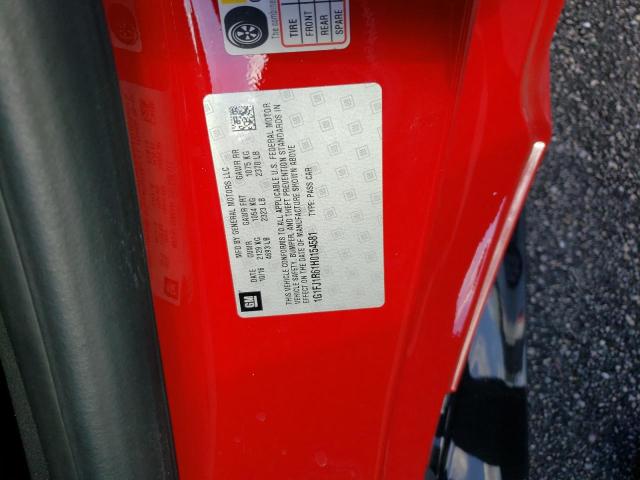 The combine
TIRE
FRONT
REAR
SPARE
MFD BY GENERAL MOTORS LLC
DATE GVWR GAWR FRT GAWR RR
10/16 2129 KG 1054 KG 1075 KG
4693 LB 2323 LB 2370 LB
THIS VEHICLE CONFORMS TO ALL APPLICABLE U.S. FEDERAL MOTOR
VEHICLE SAFETY, BUMPER, AND THEFT PREVENTION STANDARDS IN
EFFECT ON THE DATE OF MANUFACTURE SHOWN ABOVE
1G1FJ1R61H0154581 TYPE: PASS CAR
GM